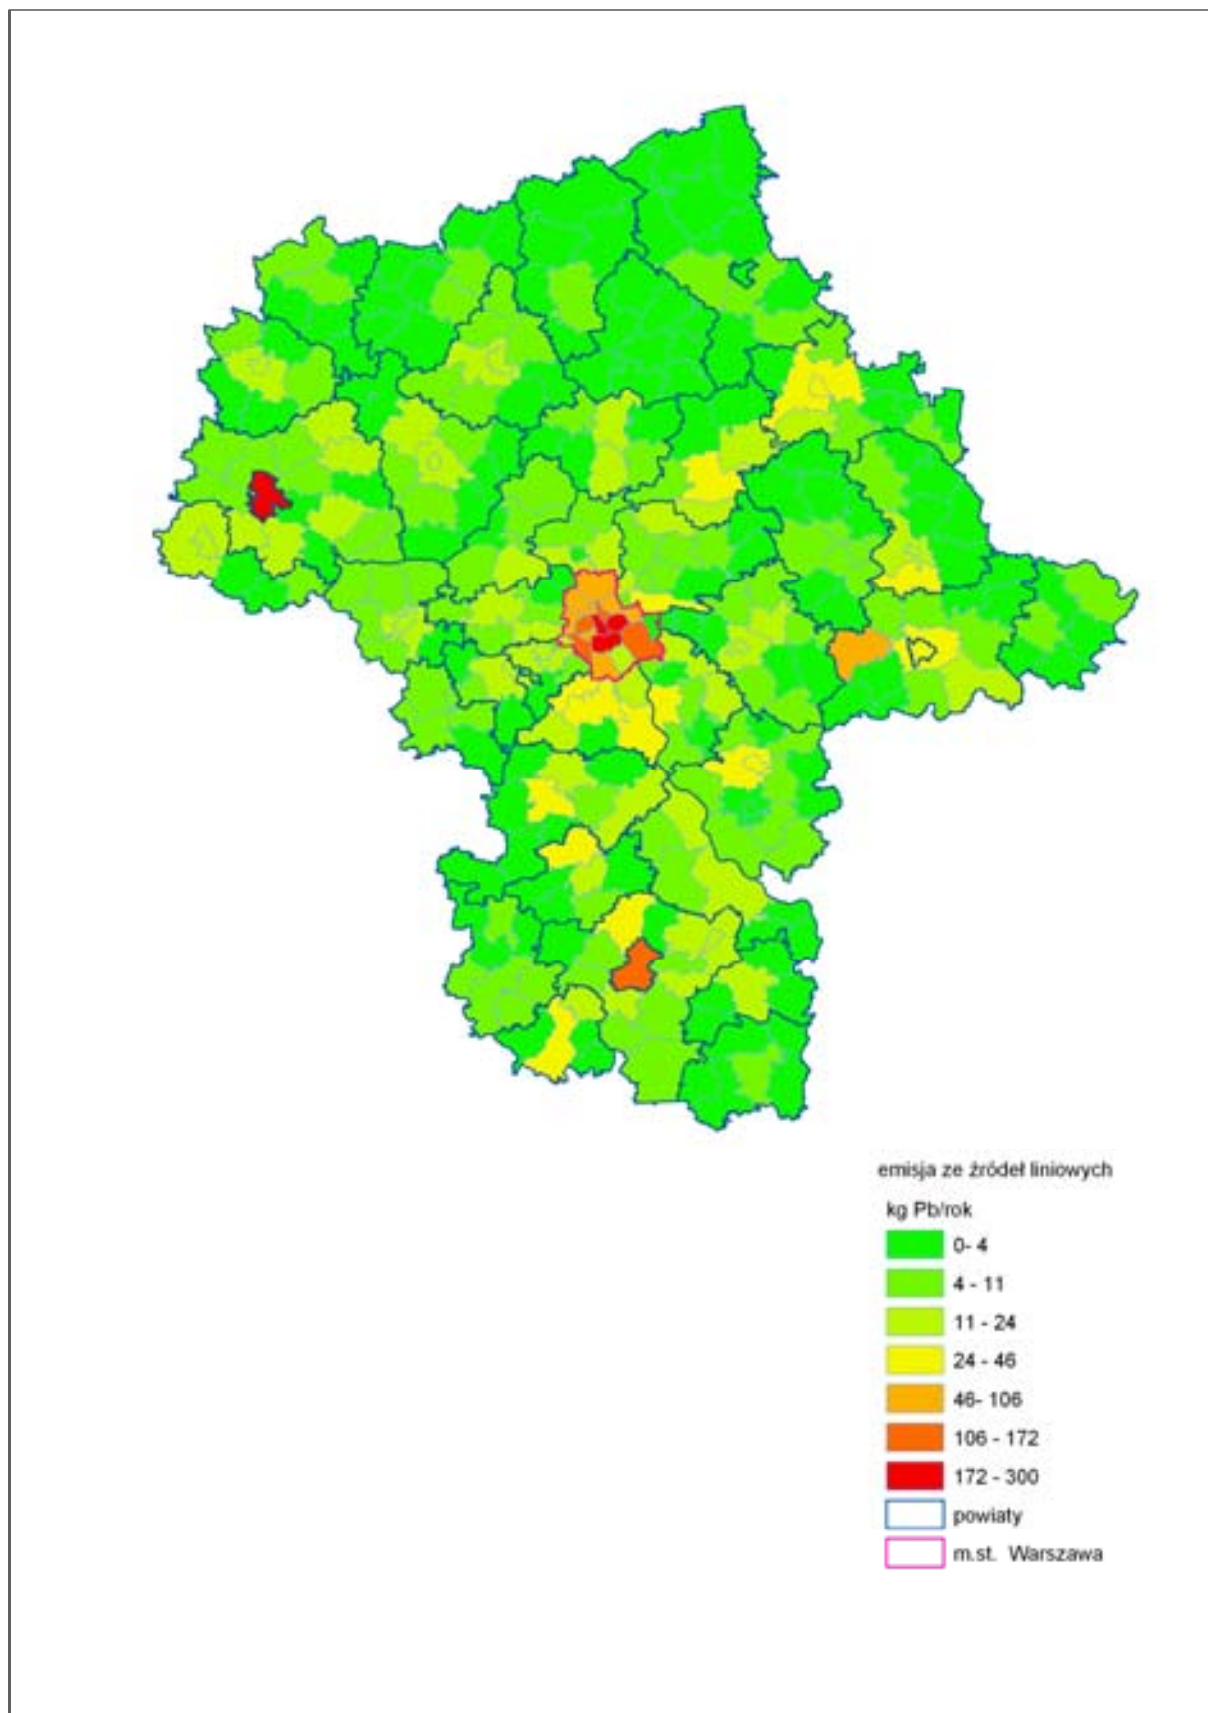 emisja ze źródeł liniowych
kg Pb/rok
0- 4
4 - 11
11 - 24
24 - 46
46- 106
106 - 172
172 - 300
powiaty
m.st. Warszawa